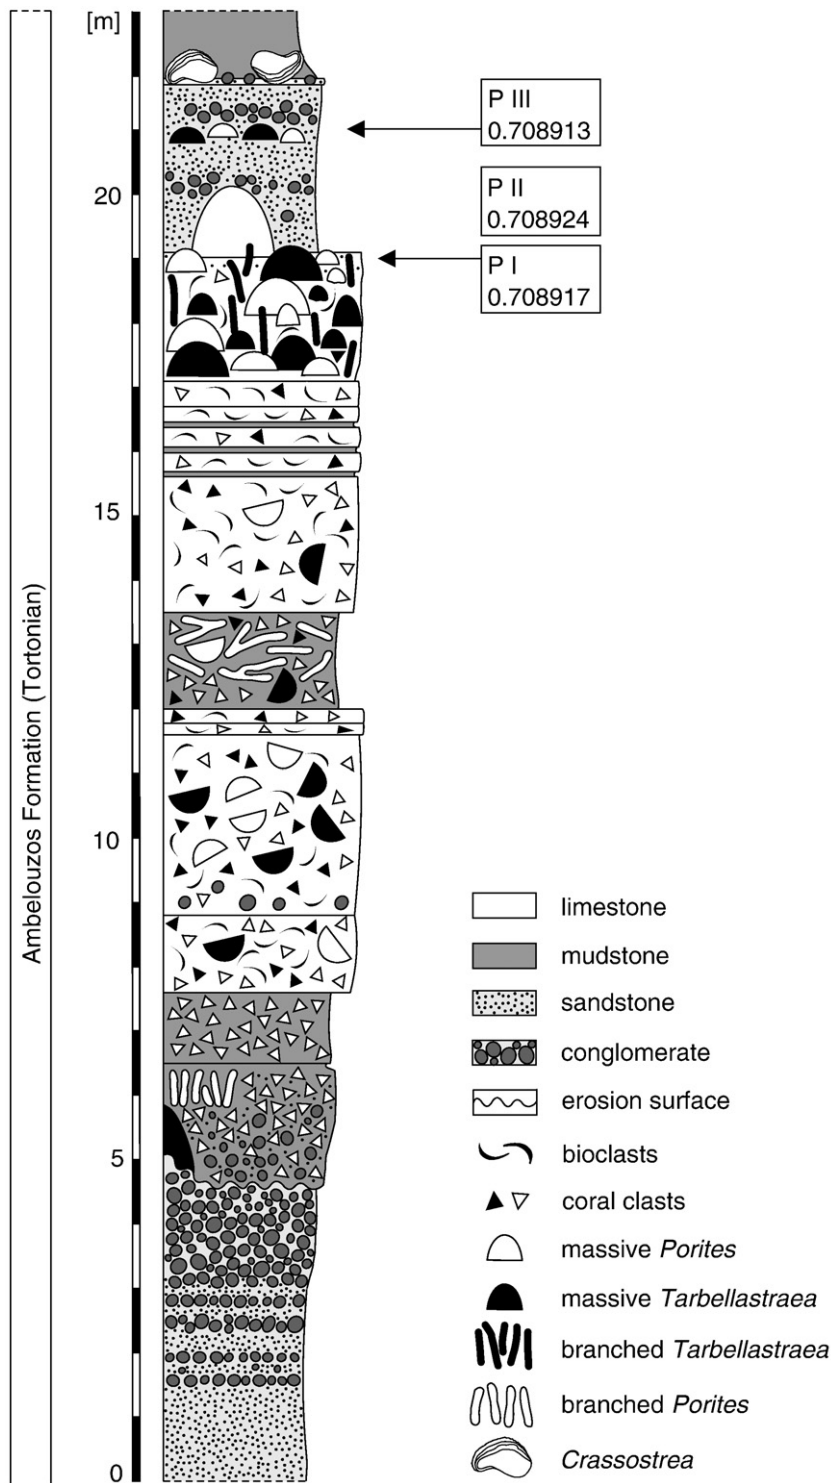 [m]
P III
0.708913
20
P II
0.708924
P I
0.708917
15
Ambelouzos Formation (Tortonian)
10
5
0
limestone
mudstone
sandstone
conglomerate
erosion surface
bioclasts
coral clasts
massive Porites
massive Tarbellastraea
branched Tarbellastraea
branched Porites
Crassostrea